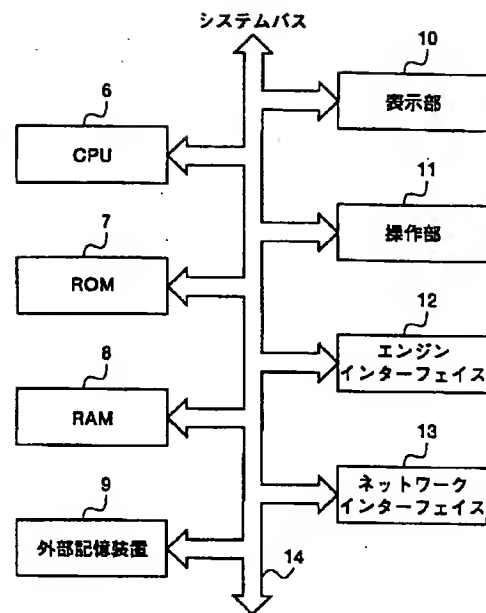 システムバス
6
CPU
7
ROM
8
RAM
9
外部記憶装置
10
表示部
11
操作部
12
エンジン
インターフェイス
13
ネットワーク
インターフェイス
14